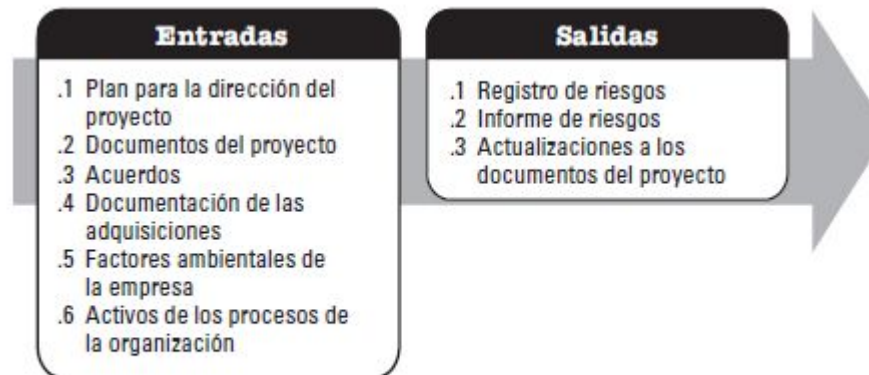 Entradas
.1 Plan para la dirección del
proyecto
.2 Documentos del proyecto
.3 Acuerdos
.4 Documentación de las
adquisiciones
.5 Factores ambientales de
la empresa
.6 Activos de los procesos de
la organización
Salidas
.1 Registro de riesgos
.2 Informe de riesgos
.3 Actualizaciones a los
documentos del proyecto